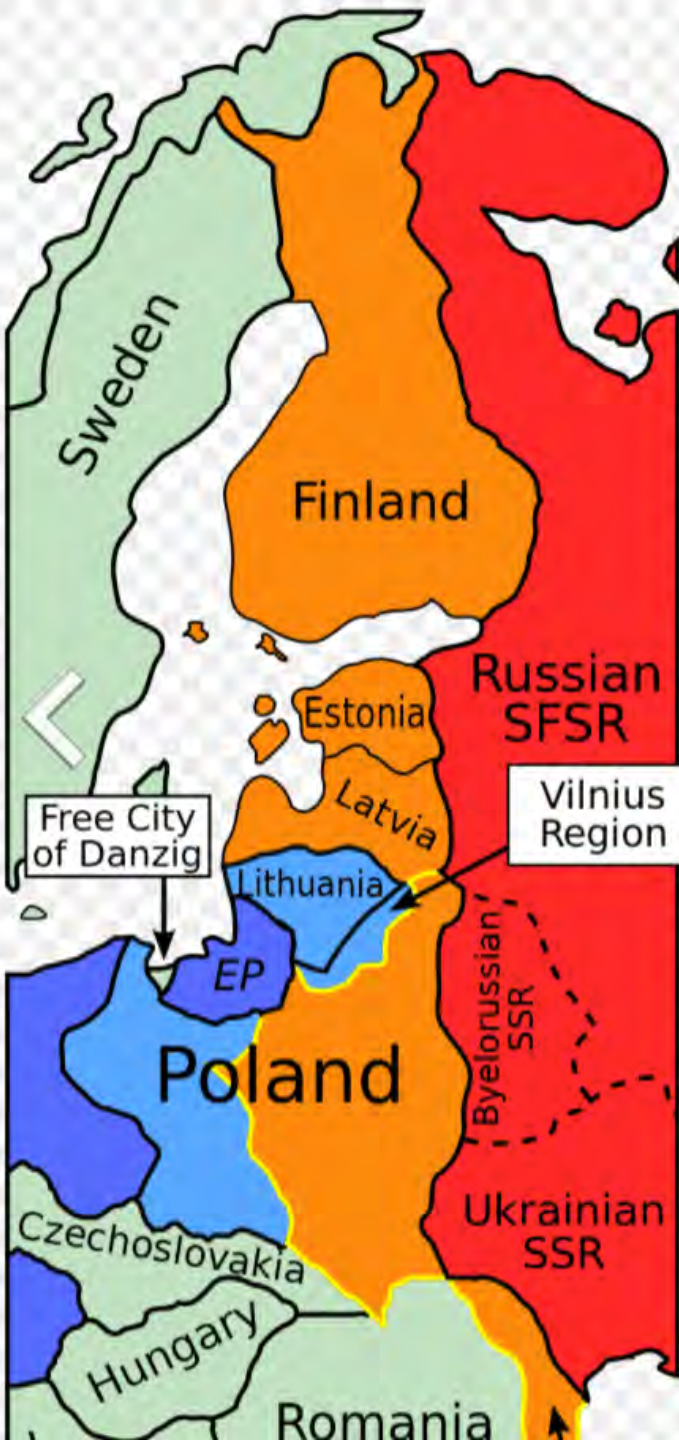 Sweden
Finland
Russian
SFSR
Estonia
Latvia
Vilnius
Region
Free City
of Danzig
Lithuania
EP
Byelorussian
SSR
Poland
Ukrainian
SSR
Czechoslovakia
Hungary
Romania